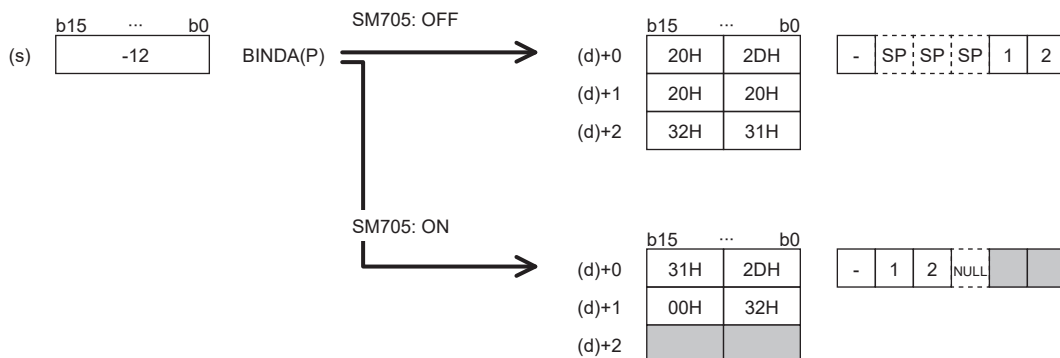 SM705: OFF
b15 ... b0
(s) -12 BINDA(P)
b15 ... b0
(d)+0 20H 2DH - SP SP SP 1 2
(d)+1 20H 20H
(d)+2 32H 31H
SM705: ON
b15 ... b0
(d)+0 31H 2DH - 1 2 NULL
(d)+1 00H 32H
(d)+2